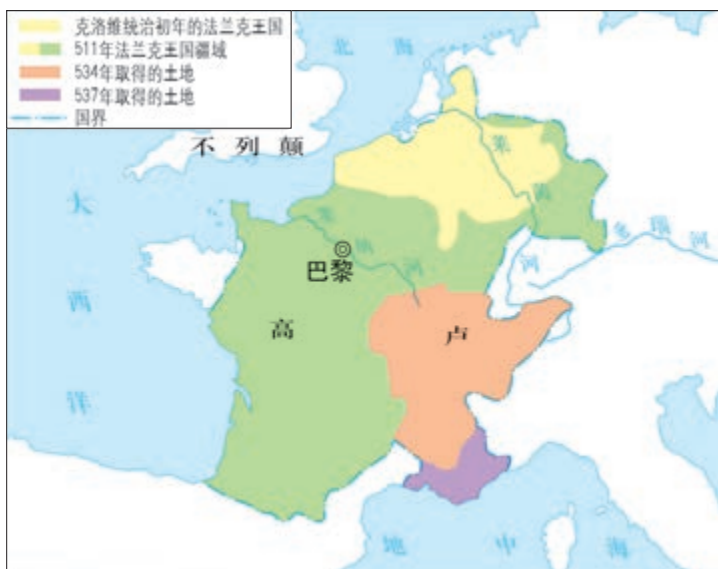 克洛维统治初年的法兰克王国
511年法兰克王国疆域
534年取得的土地
537年取得的土地
国界
北海
不列颠
莱茵河
大西洋
塞纳河
多瑙河
巴黎
高卢
地中海